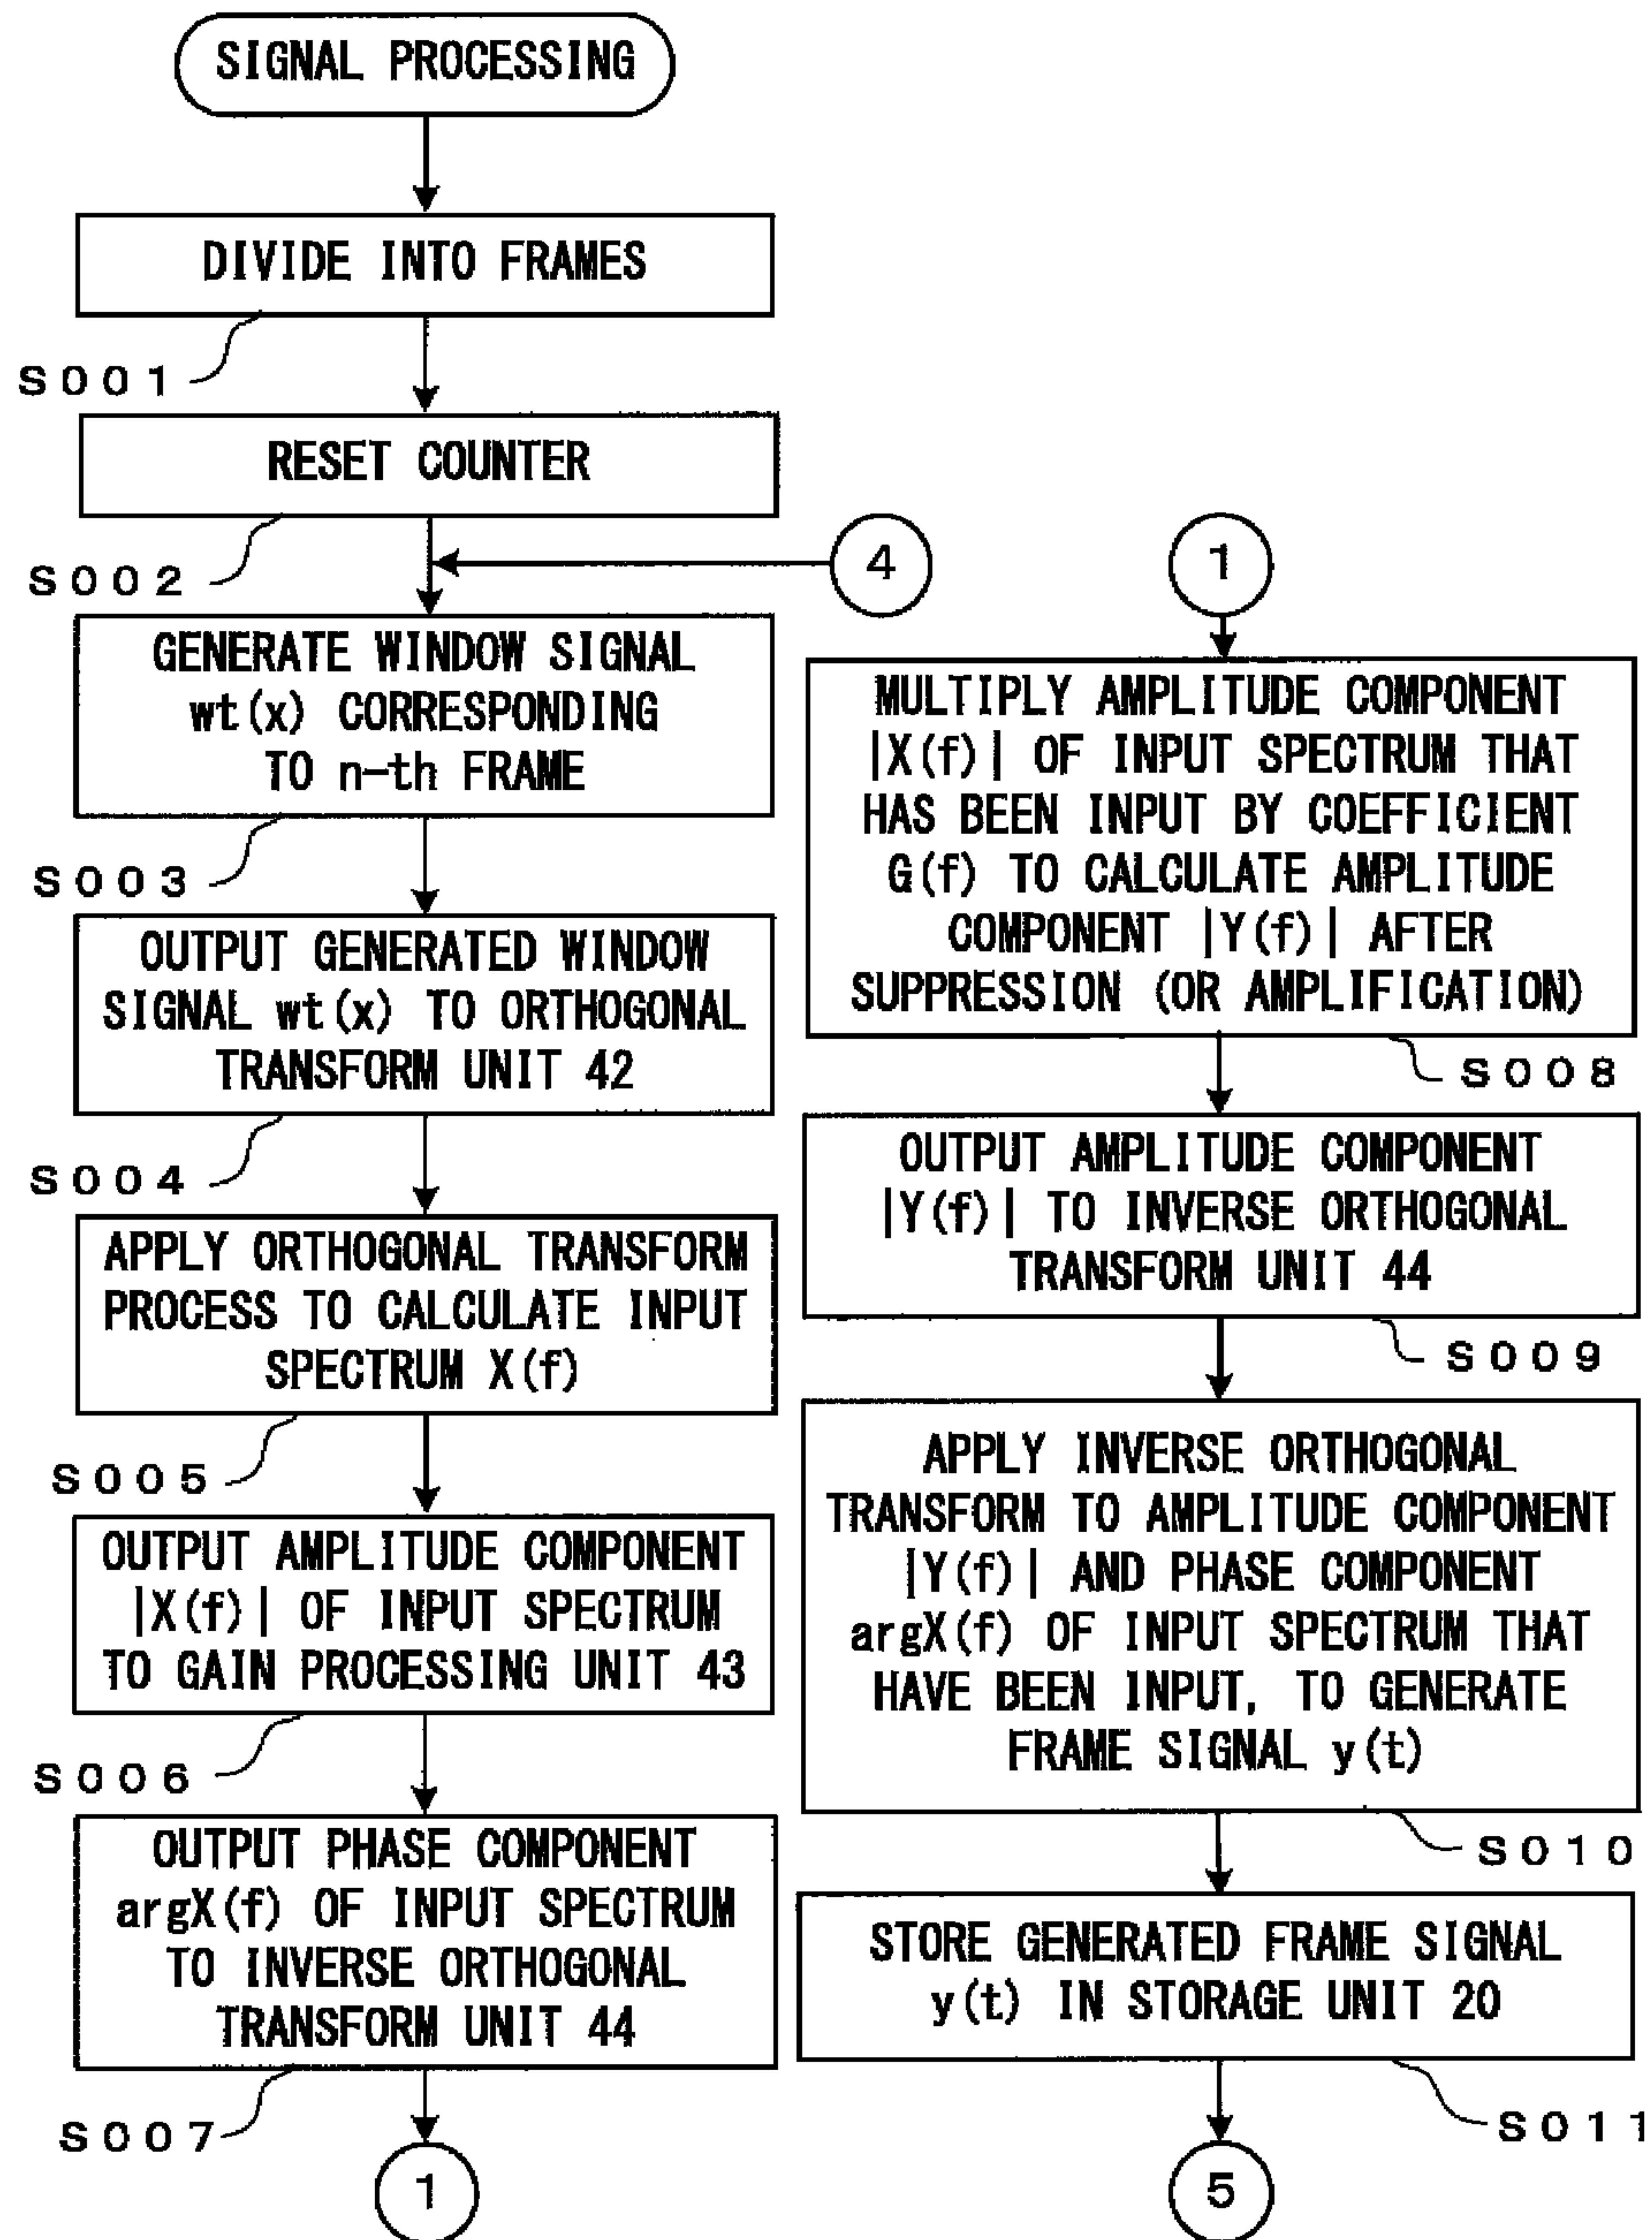 SIGNAL PROCESSING
DIVIDE INTO FRAMES
S001
RESET COUNTER
S002
4
GENERATE WINDOW SIGNAL
wt(x) CORRESPONDING
TO n-th FRAME
S003
OUTPUT GENERATED WINDOW
SIGNAL wt(x) TO ORTHOGONAL
TRANSFORM UNIT 42
S004
APPLY ORTHOGONAL TRANSFORM
PROCESS TO CALCULATE INPUT
SPECTRUM X(f)
S005
OUTPUT AMPLITUDE COMPONENT
|X(f)| OF INPUT SPECTRUM
TO GAIN PROCESSING UNIT 43
S006
OUTPUT PHASE COMPONENT
argX(f) OF INPUT SPECTRUM
TO INVERSE ORTHOGONAL
TRANSFORM UNIT 44
S007
1
1
MULTIPLY AMPLITUDE COMPONENT
|X(f)| OF INPUT SPECTRUM THAT
HAS BEEN INPUT BY COEFFICIENT
G(f) TO CALCULATE AMPLITUDE
COMPONENT |Y(f)| AFTER
SUPPRESSION (OR AMPLIFICATION)
S008
OUTPUT AMPLITUDE COMPONENT
|Y(f)| TO INVERSE ORTHOGONAL
TRANSFORM UNIT 44
S009
APPLY INVERSE ORTHOGONAL
TRANSFORM TO AMPLITUDE COMPONENT
|Y(f)| AND PHASE COMPONENT
argX(f) OF INPUT SPECTRUM THAT
HAVE BEEN INPUT, TO GENERATE
FRAME SIGNAL y(t)
S010
STORE GENERATED FRAME SIGNAL
y(t) IN STORAGE UNIT 20
S011
5